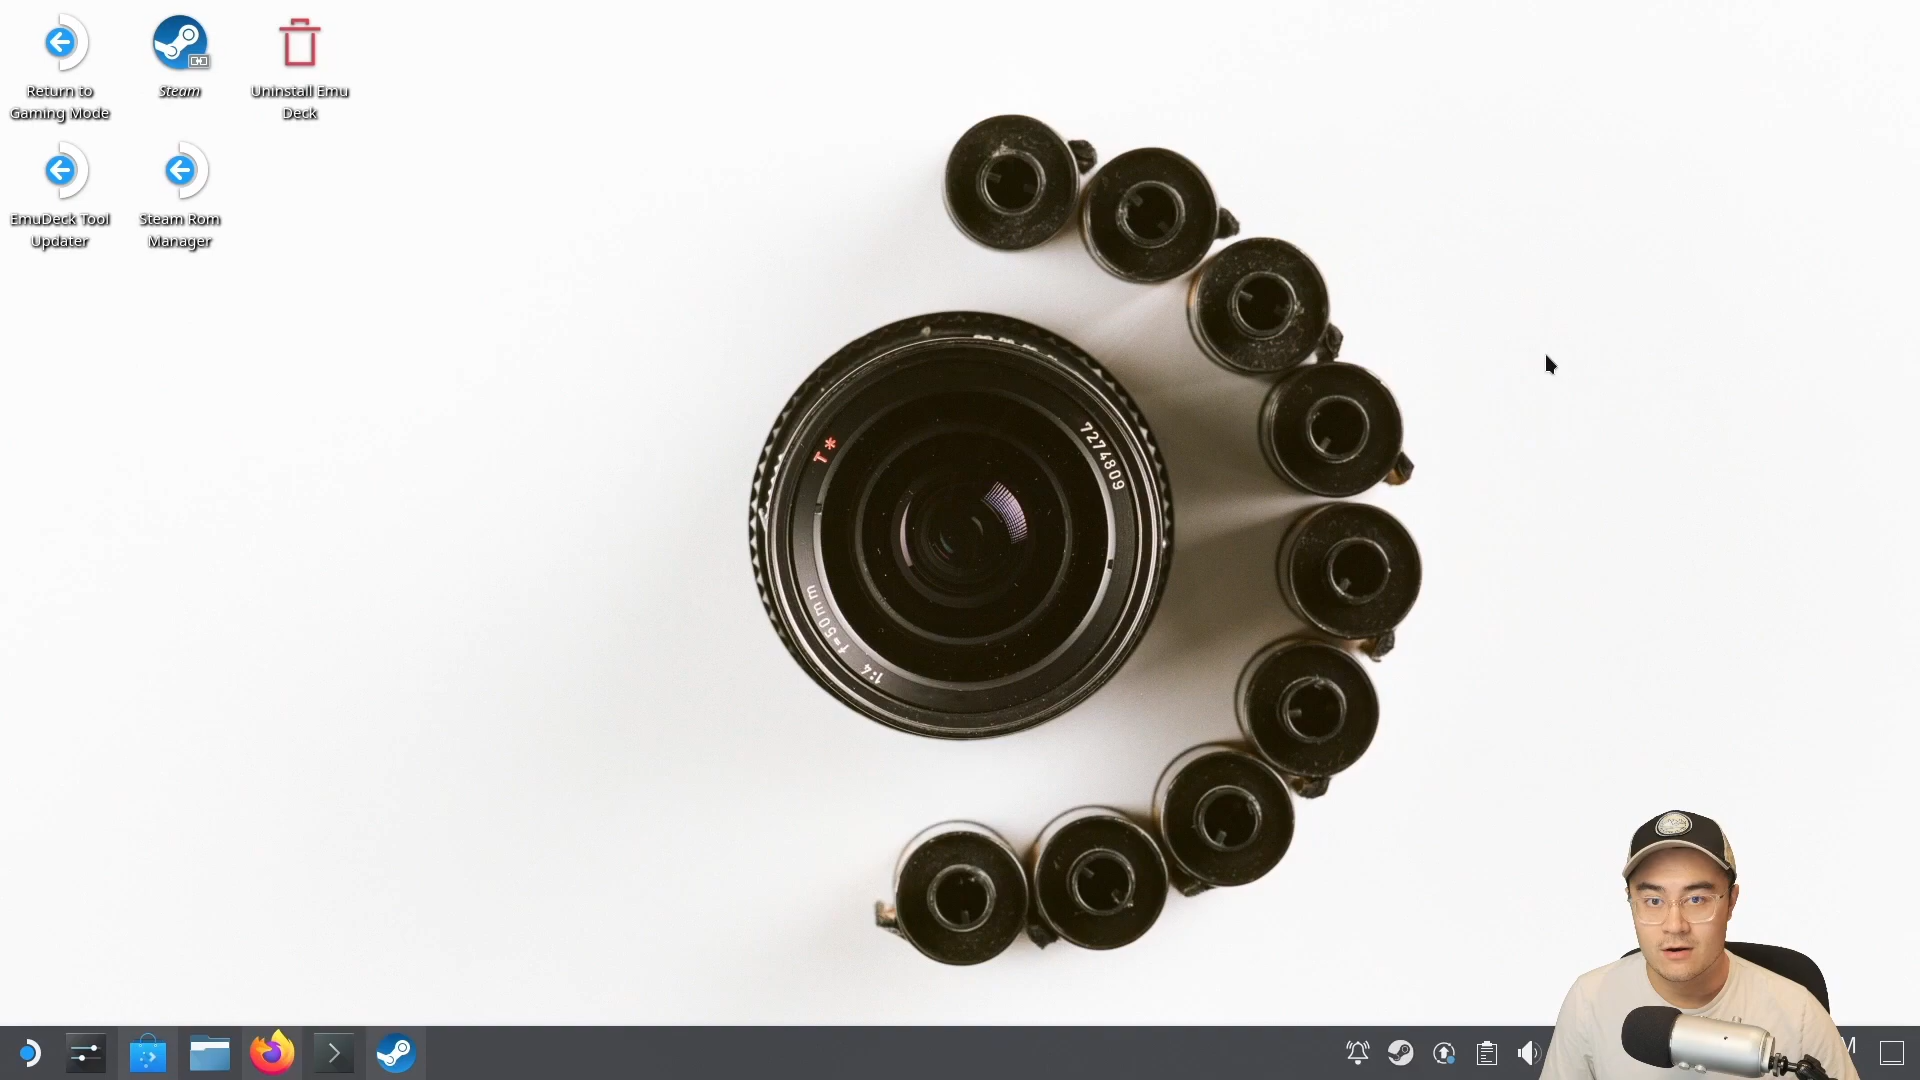 Return to
Gaming Mode
Steam
Uninstall Emu
Deck
EmuDeck Tool
Updater
Steam Rom
Manager
T*
7274809
1:4 f=50mm
M